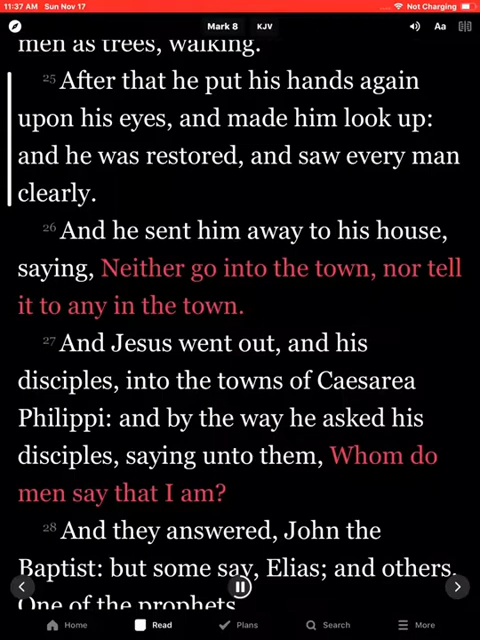 11:37 AM Sun Nov 17 Not Charging
Mark 8 KJV Aa
men as trees, walking.
25 After that he put his hands again
upon his eyes, and made him look up:
and he was restored, and saw every man
clearly.
26 And he sent him away to his house,
saying, Neither go into the town, nor tell
it to any in the town.
27 And Jesus went out, and his
disciples, into the towns of Caesarea
Philippi: and by the way he asked his
disciples, saying unto them, Whom do
men say that I am?
28 And they answered, John the
Baptist: but some say, Elias; and others,
One of the prophets.
Home Read Plans Search More